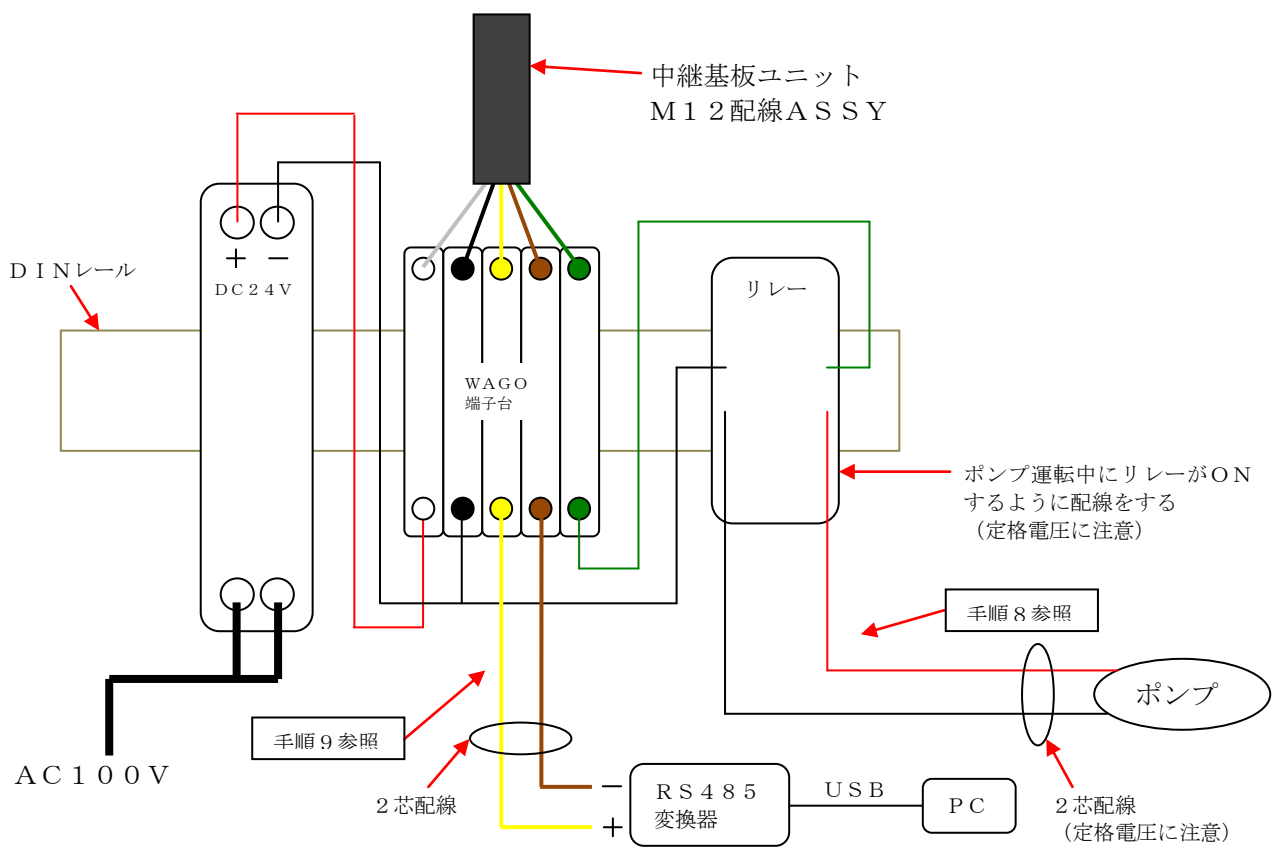 中継基板ユニット
Ｍ１２配線ＡＳＳＹ
ＤＩＮレール
＋ －
ＤＣ２４Ｖ
リレー
ＷＡＧＯ
端子台
ポンプ運転中にリレーがＯＮ
するように配線をする
（定格電圧に注意）
手順８参照
ポンプ
手順９参照
ＡＣ１００Ｖ
２芯配線
－
＋
ＲＳ４８５
変換器
ＵＳＢ
ＰＣ
２芯配線
（定格電圧に注意）